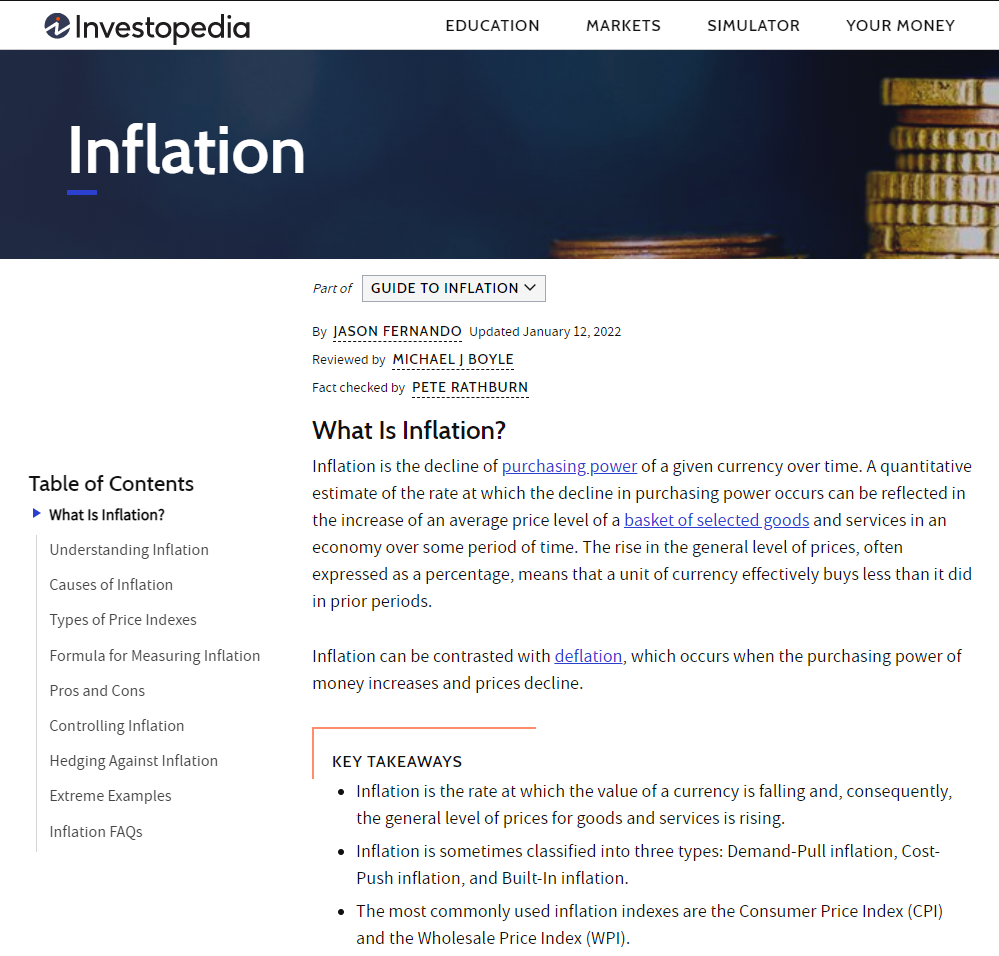 Investopedia
EDUCATION MARKETS SIMULATOR YOUR MONEY
Inflation
Part of GUIDE TO INFLATION
By JASON FERNANDO Updated January 12, 2022
Reviewed by MICHAEL J BOYLE
Fact checked by PETE RATHBURN
Table of Contents
What Is Inflation?
Understanding Inflation
Causes of Inflation
Types of Price Indexes
Formula for Measuring Inflation
Pros and Cons
Controlling Inflation
Hedging Against Inflation
Extreme Examples
Inflation FAQs
What Is Inflation?
Inflation is the decline of purchasing power of a given currency over time. A quantitative
estimate of the rate at which the decline in purchasing power occurs can be reflected in
the increase of an average price level of a basket of selected goods and services in an
economy over some period of time. The rise in the general level of prices, often
expressed as a percentage, means that a unit of currency effectively buys less than it did
in prior periods.
Inflation can be contrasted with deflation, which occurs when the purchasing power of
money increases and prices decline.
KEY TAKEAWAYS
• Inflation is the rate at which the value of a currency is falling and, consequently,
the general level of prices for goods and services is rising.
• Inflation is sometimes classified into three types: Demand-Pull inflation, Cost-
Push inflation, and Built-In inflation.
• The most commonly used inflation indexes are the Consumer Price Index (CPI)
and the Wholesale Price Index (WPI).